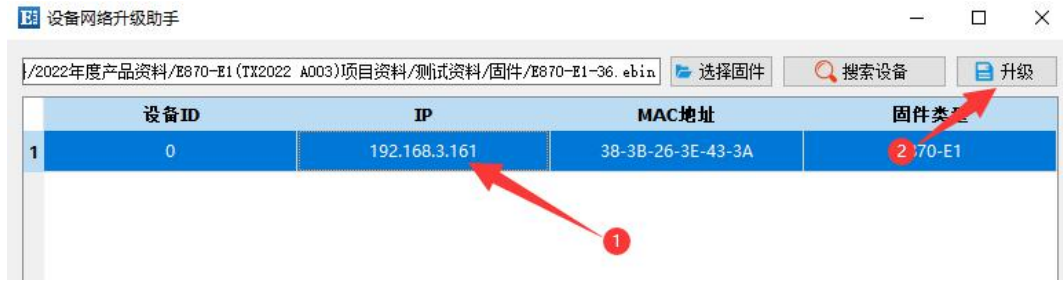 设备网络升级助手
/2022年度产品资料/E870-E1(TX2022 A003)项目资料/测试资料/固件/E870-E1-36.ebin 选择固件 搜索设备 升级
设备ID IP MAC地址 固件类
1 0 192.168.3.161 38-3B-26-3E-43-3A 2 870-E1
1